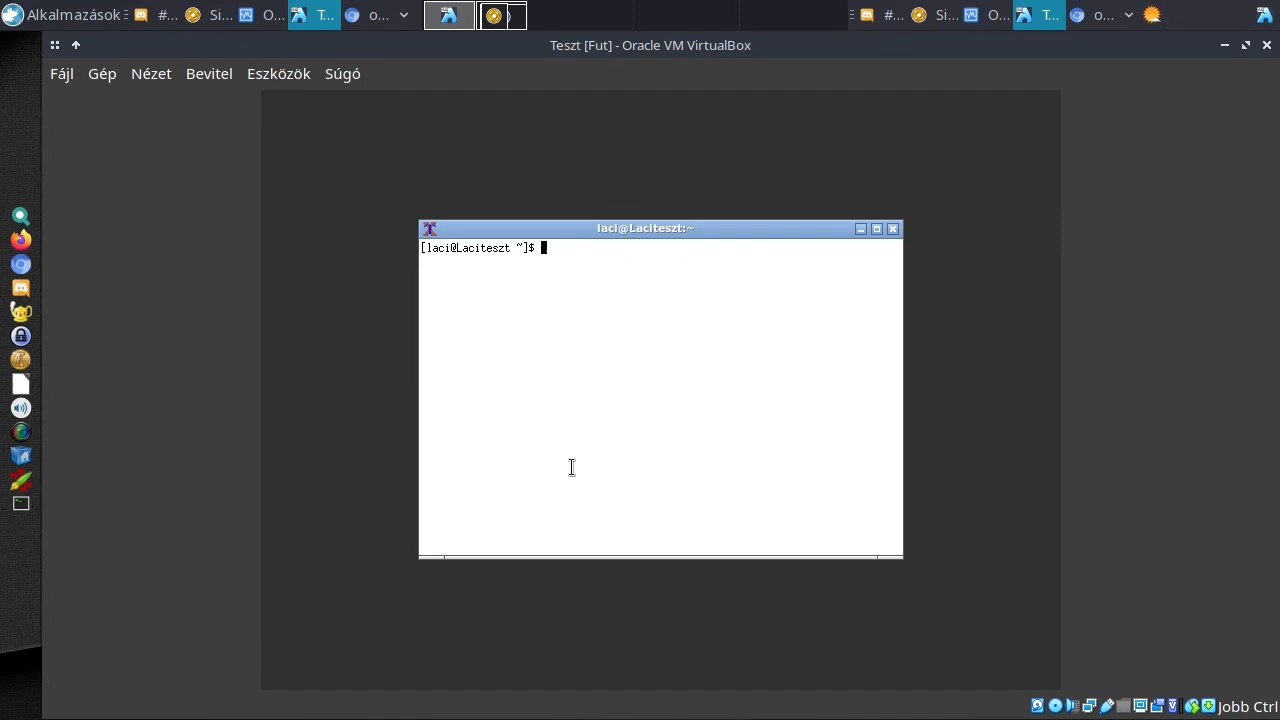 Alkalmazások #... Si... O... T... o... #... Si... O... T... o...
Teszt [Fut] - Oracle VM VirtualBox
Fájl Gép Nézet Bevitel Eszközök Súgó
laci@Laciteszt:~
[laci@Laciteszt ~]$
Jobb Ctrl